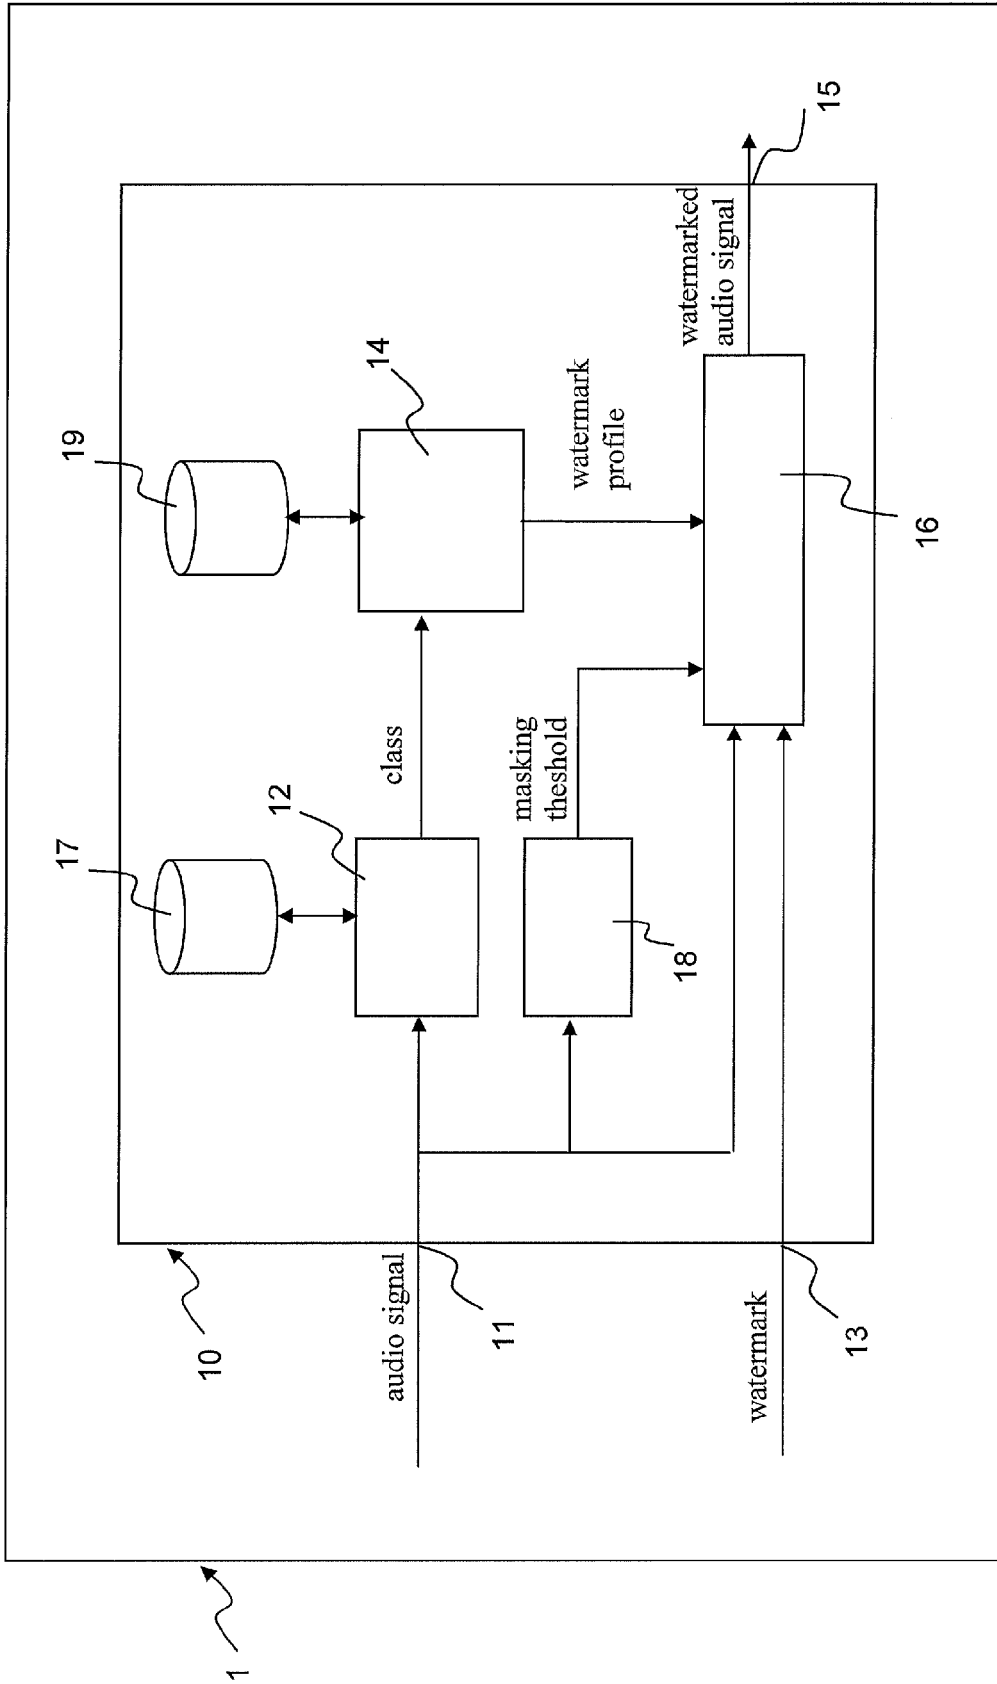 1
10
17
19
12
class
14
15
audio signal
11
masking
theshold
18
watermark
profile
watermarked
audio signal
16
watermark
13